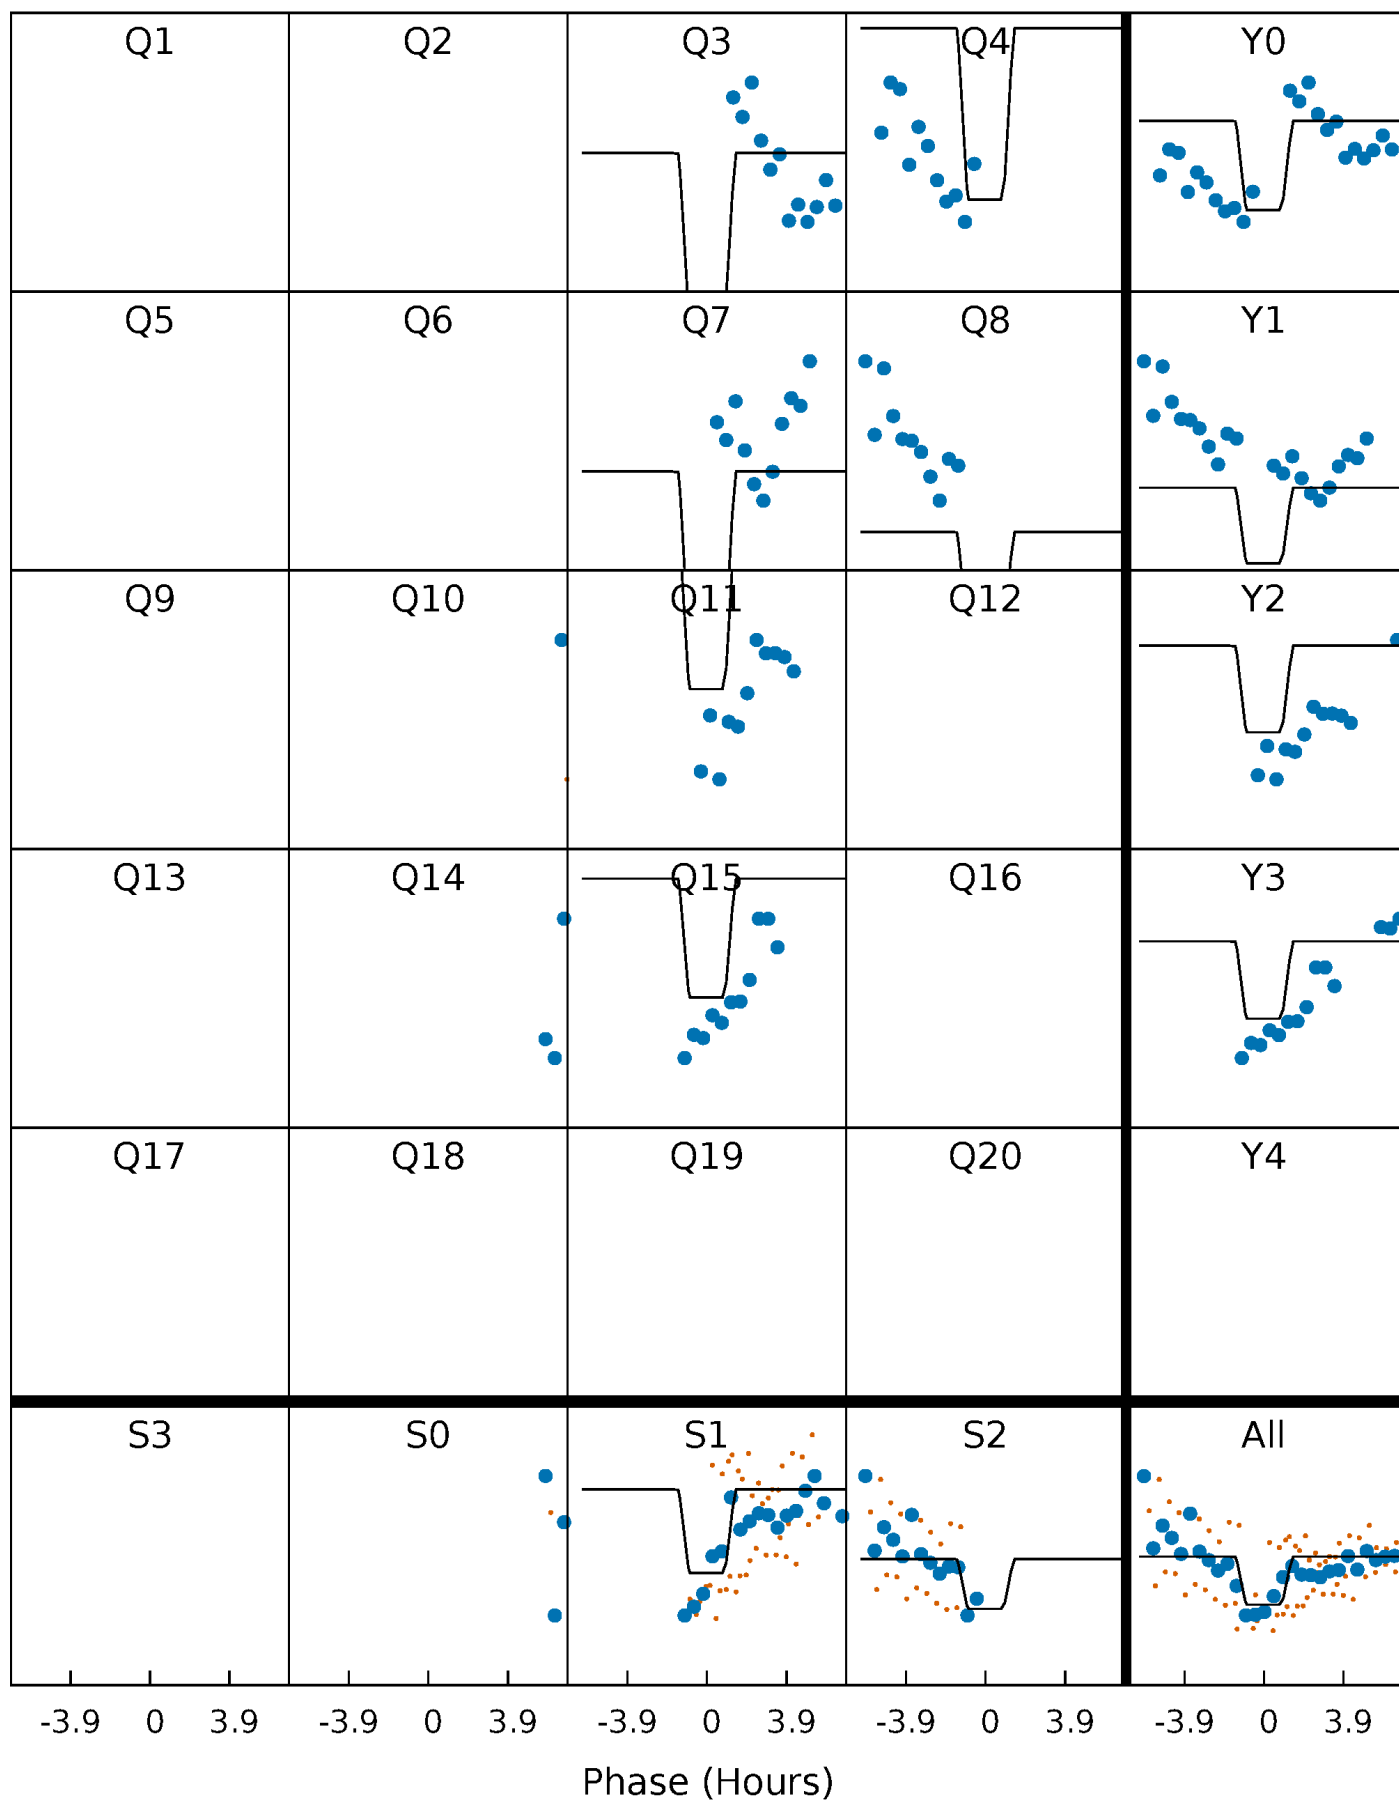 Q1 Q2 Q3 Q4 Y0
Q5 Q6 Q7 Q8 Y1
Q9 Q10 Q11 Q12 Y2
Q13 Q14 Q15 Q16 Y3
Q17 Q18 Q19 Q20 Y4
S3 S0 S1 S2 All
-3.9 0 3.9 -3.9 0 3.9 -3.9 0 3.9 -3.9 0 3.9 -3.9 0 3.9
Phase (Hours)